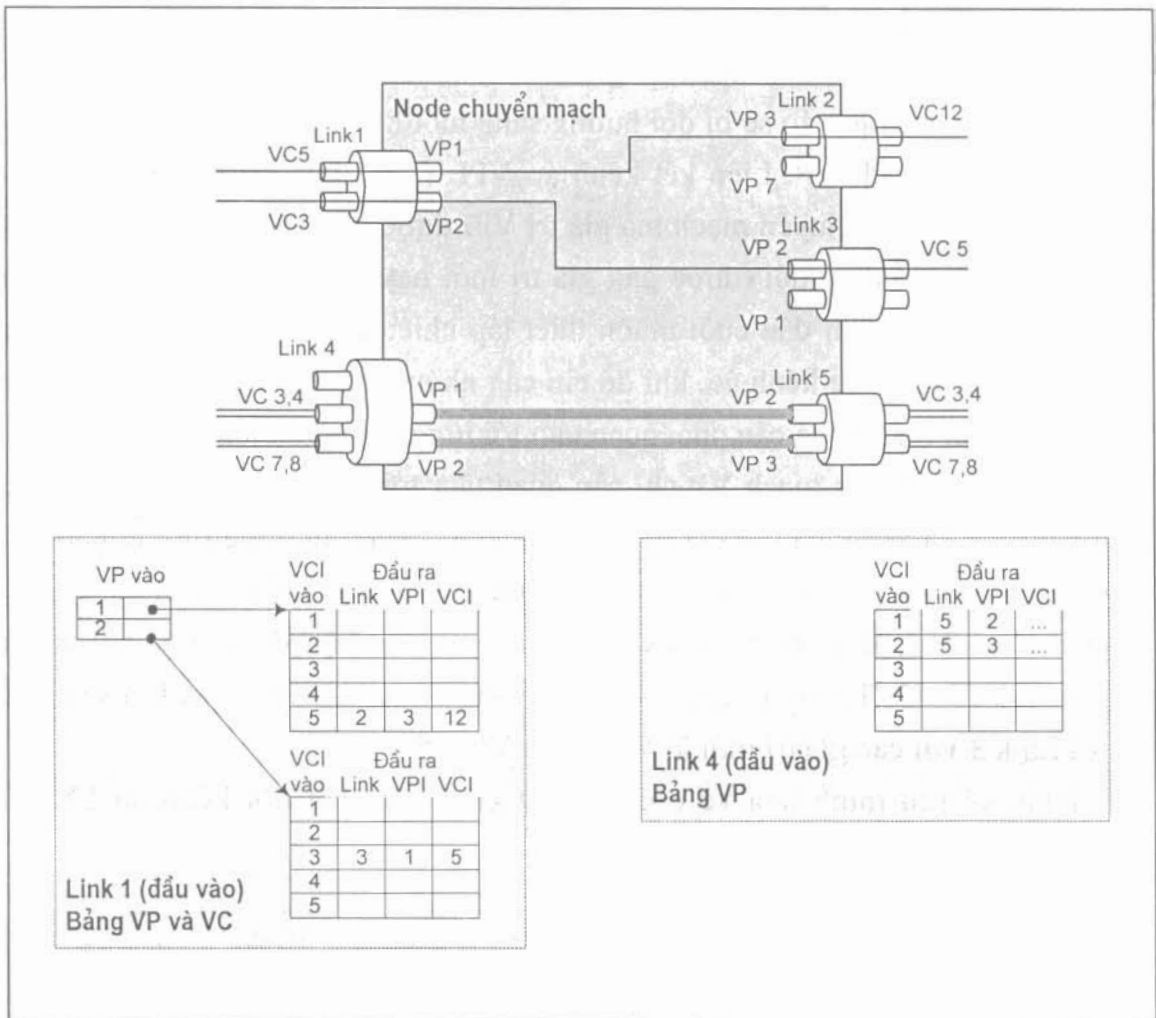 Node chuyển mạch
Link1
VC5
VP1
VC3
VP2
Link 2
VP 3
VC12
VP 7
Link 3
VP 2
VC 5
VP 1
Link 4
VC 3,4
VP 1
VC 7,8
VP 2
Link 5
VP 2
VC 3,4
VP 3
VC 7,8
VP vào
1
2
VCI Đầu ra
vào Link VPI VCI
1
2
3
4
5 2 3 12
VCI Đầu ra
vào Link VPI VCI
1
2
3 3 1 5
4
5
Link 1 (đầu vào)
Bảng VP và VC
VCI Đầu ra
vào Link VPI VCI
1 5 2 ...
2 5 3 ...
3
4
5
Link 4 (đầu vào)
Bảng VP